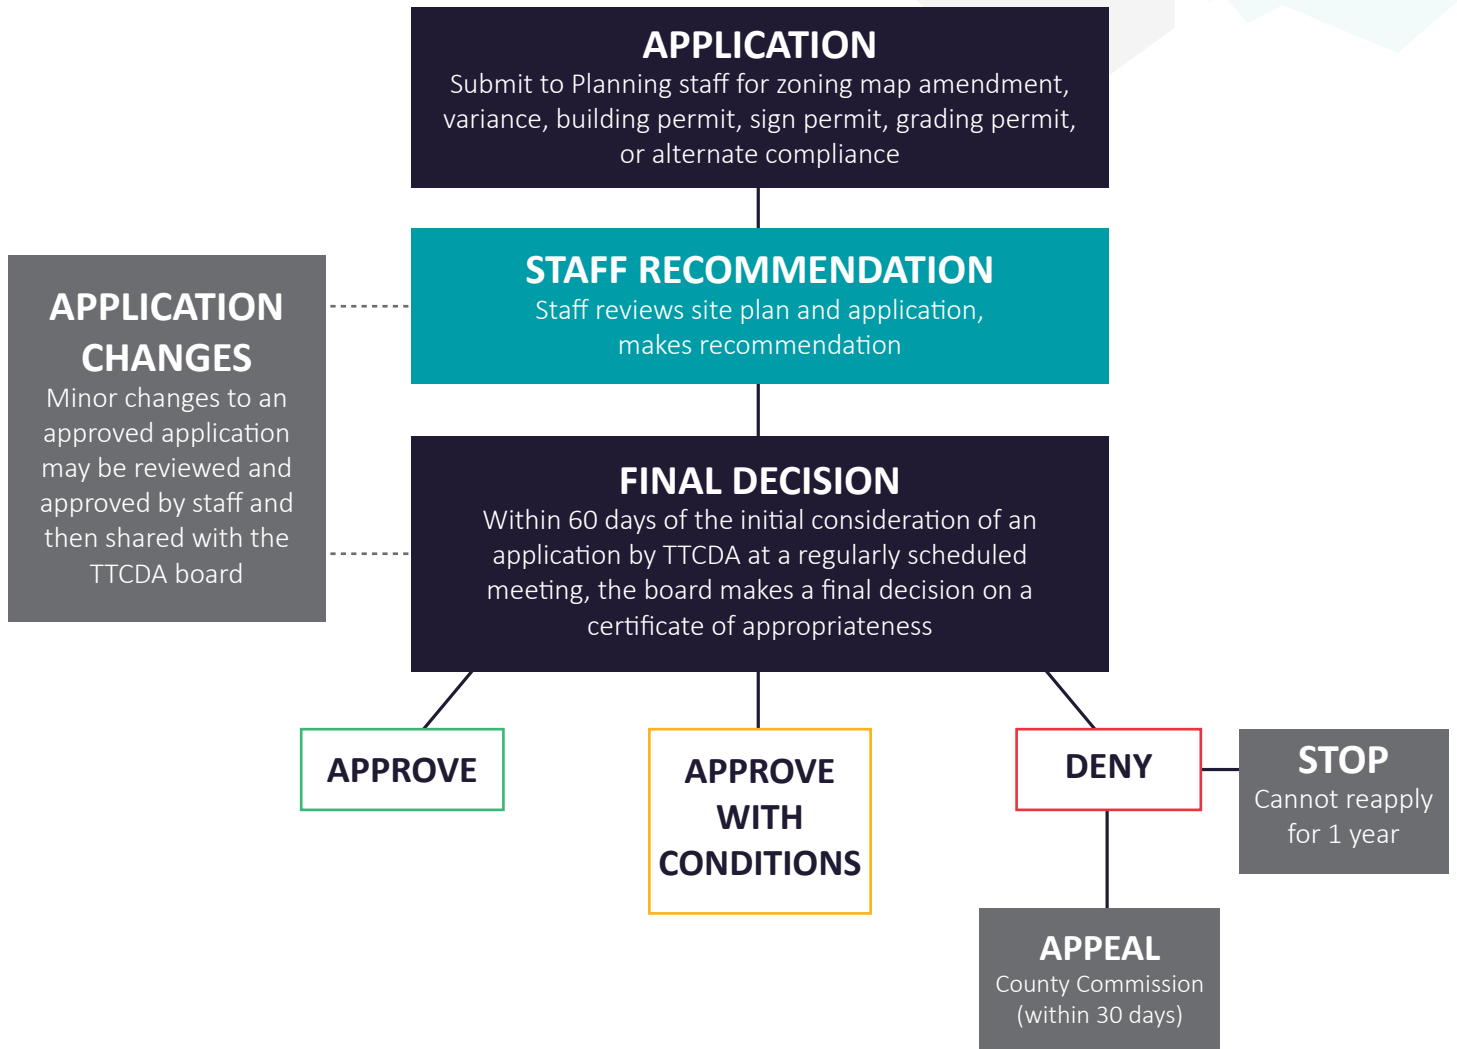 APPLICATION
Submit to Planning staff for zoning map amendment,
variance, building permit, sign permit, grading permit,
or alternate compliance
STAFF RECOMMENDATION
Staff reviews site plan and application,
makes recommendation
APPLICATION
CHANGES
Minor changes to an
approved application
may be reviewed and
approved by staff and
then shared with the
TTCDA board
FINAL DECISION
Within 60 days of the initial consideration of an
application by TTCDA at a regularly scheduled
meeting, the board makes a final decision on a
certificate of appropriateness
APPROVE
APPROVE
WITH
CONDITIONS
DENY
STOP
Cannot reapply
for 1 year
APPEAL
County Commission
(within 30 days)